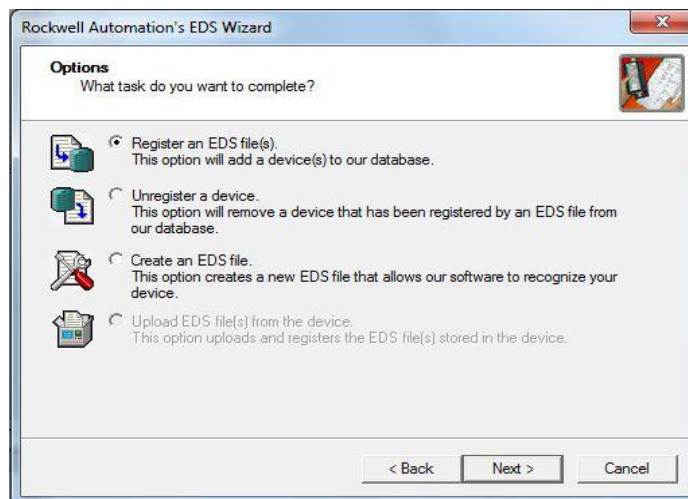 Rockwell Automation's EDS Wizard
Options
What task do you want to complete?
Register an EDS file(s).
This option will add a device(s) to our database.
Unregister a device.
This option will remove a device that has been registered by an EDS file from
our database.
Create an EDS file.
This option creates a new EDS file that allows our software to recognize your
device.
Upload EDS file(s) from the device.
This option uploads and registers the EDS file(s) stored in the device.
< Back
Next >
Cancel